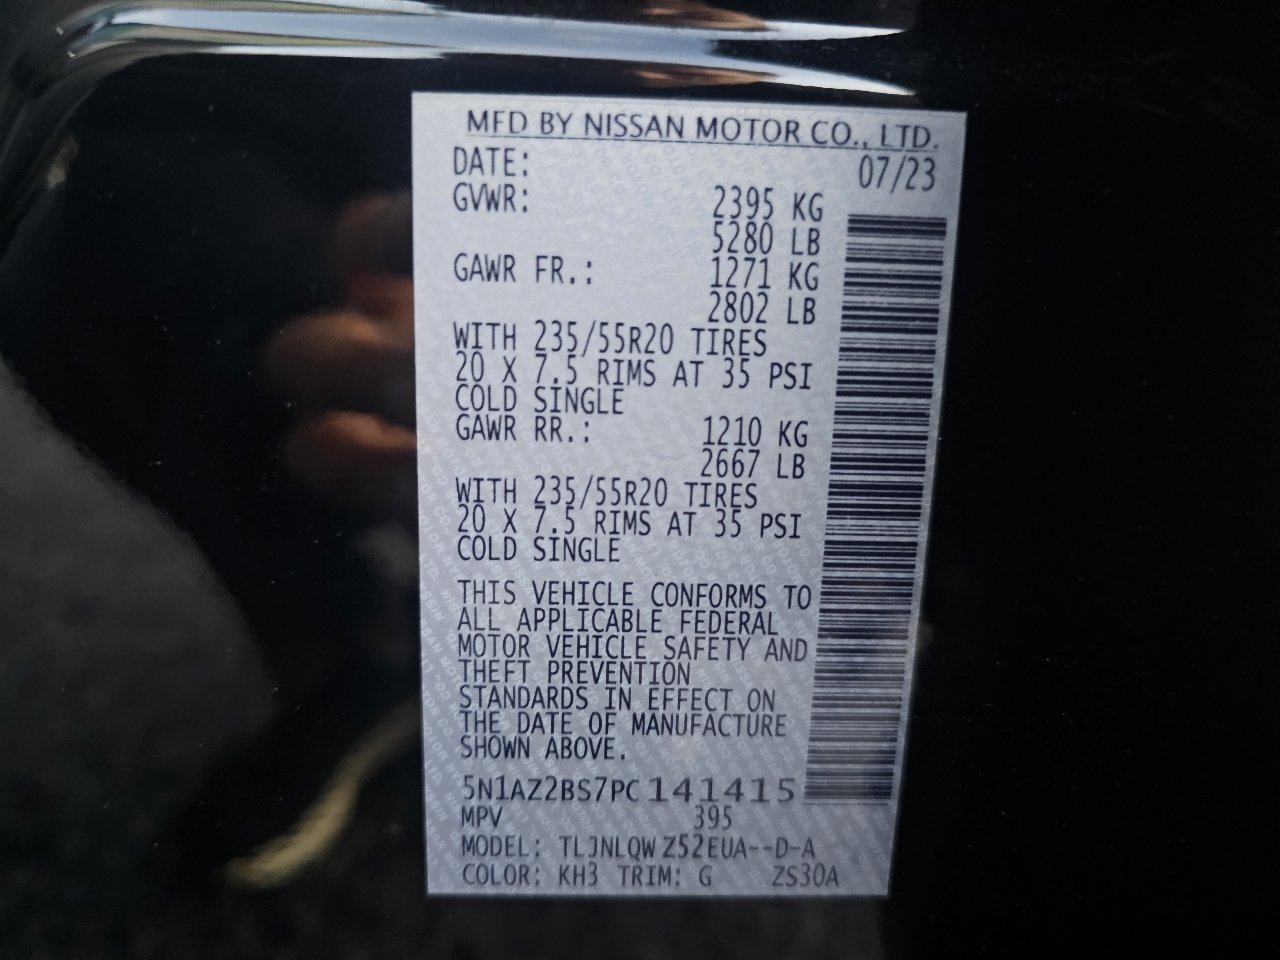 MFD BY NISSAN MOTOR CO., LTD.
DATE: 07/23
GVWR: 2395 KG
5280 LB
GAWR FR.: 1271 KG
2802 LB
WITH 235/55R20 TIRES
20 X 7.5 RIMS AT 35 PSI
COLD SINGLE
GAWR RR.: 1210 KG
2667 LB
WITH 235/55R20 TIRES
20 X 7.5 RIMS AT 35 PSI
COLD SINGLE
THIS VEHICLE CONFORMS TO
ALL APPLICABLE FEDERAL
MOTOR VEHICLE SAFETY AND
THEFT PREVENTION
STANDARDS IN EFFECT ON
THE DATE OF MANUFACTURE
SHOWN ABOVE.
5N1AZ2BS7PC141415
MPV 395
MODEL: TLJNLQWZ52EUA--D-A
COLOR: KH3 TRIM: G ZS30A